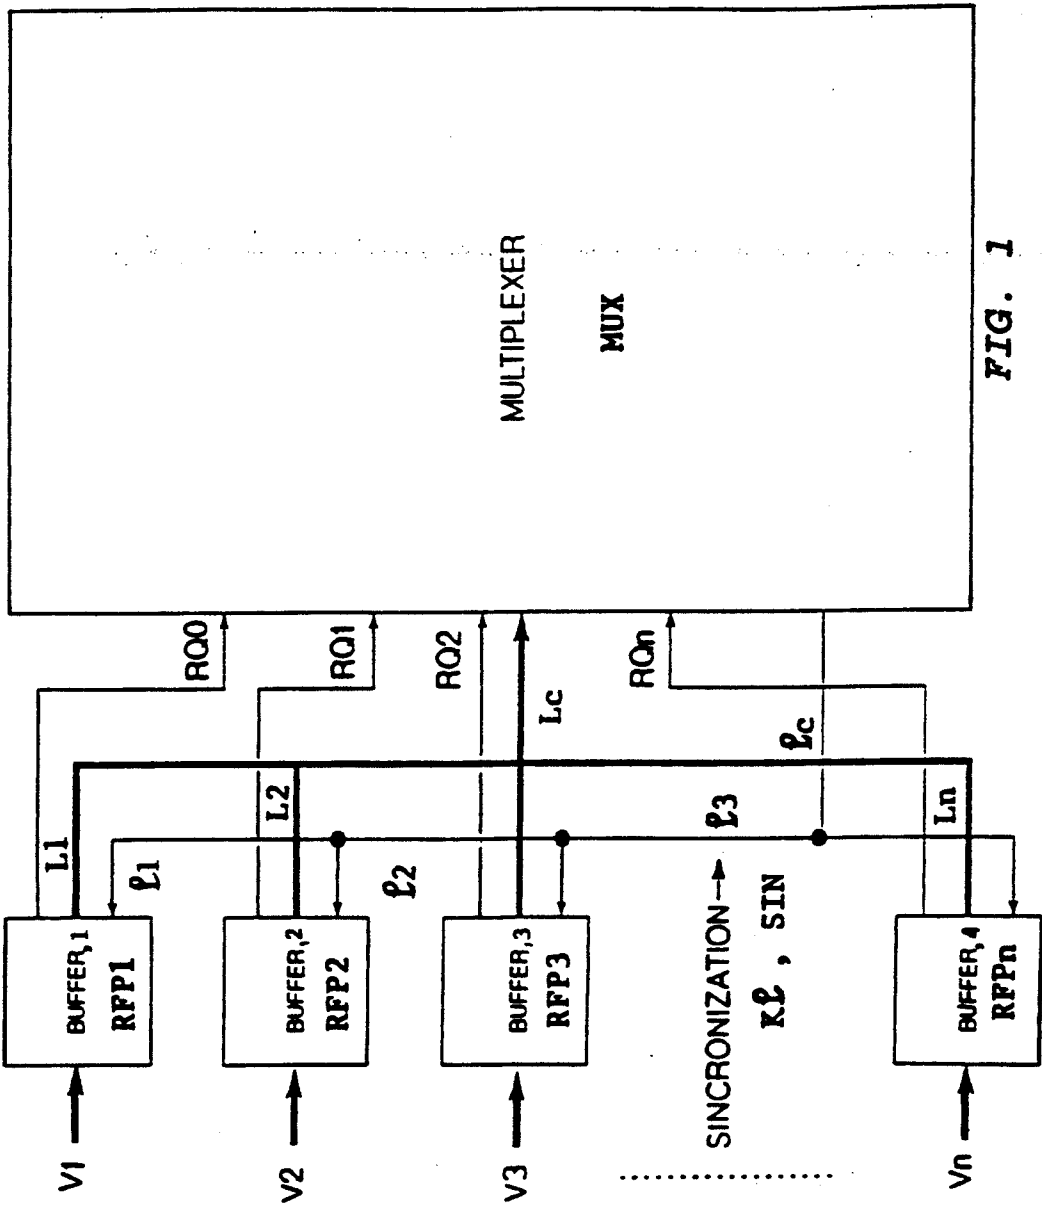 V1
BUFFER,1
RFP1
L1
ℓ1
RQ0
V2
BUFFER,2
RFP2
L2
ℓ2
RQ1
V3
BUFFER,3
RFP3
RQ2
Lc
MULTIPLEXER
MUX
SINCRONIZATION
Kℓ, SIN
ℓ3
ℓc
RQn
Vn
BUFFER,4
RFPn
Ln
FIG. 1